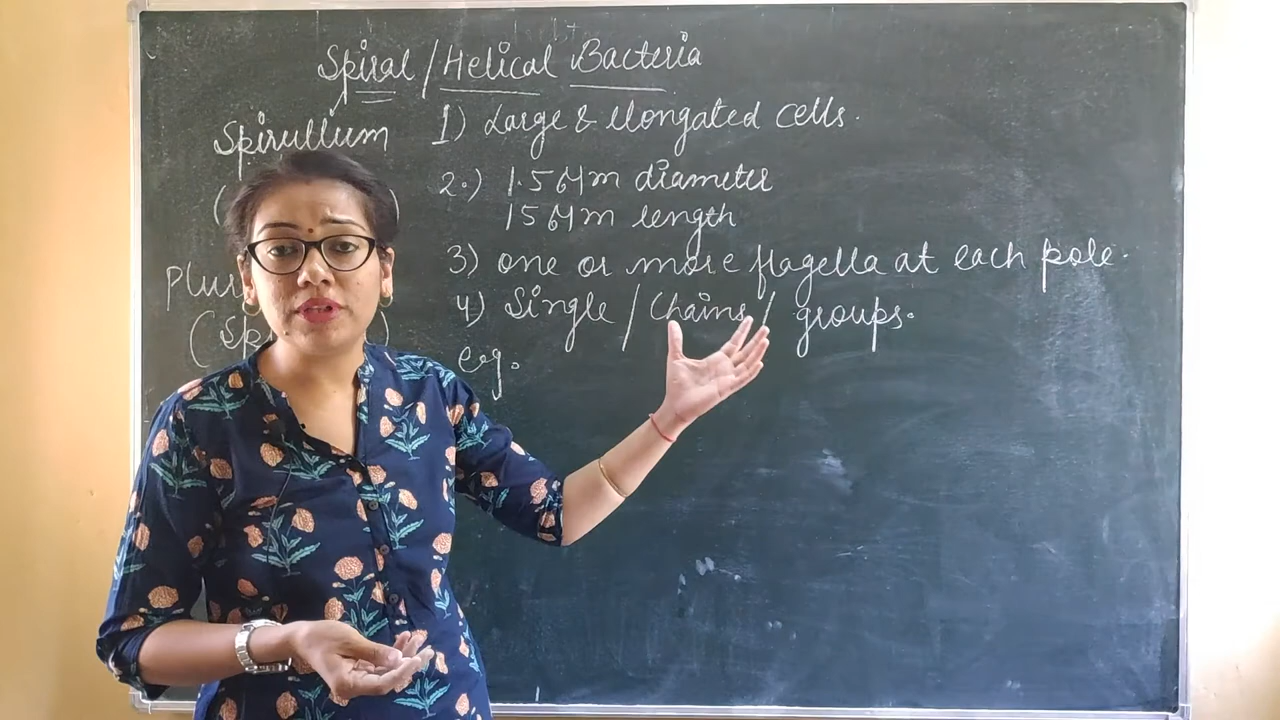 Spiral / Helical Bacteria
Spirullum
1) Large & elongated cells.
2.) 1.5 μm diameter
15 μm length
3) one or more flagella at each pole.
4) Single / Chains / groups.
e.g.